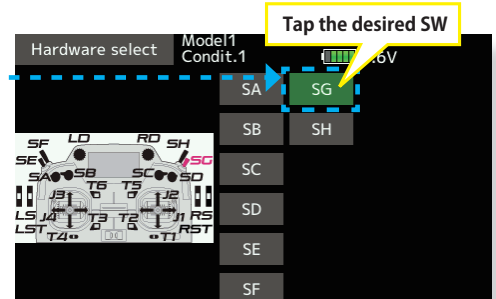 Tap the desired SW
Hardware select
Model1
Condit.1
6V
SA
SG
SB
SH
SC
SD
SE
SF
SF LD RD SH
SE SG
SA SB SC SD
T6 T5
J3 J2
LS J4 T3 T2 J1 RS
LST T4 T1 RST